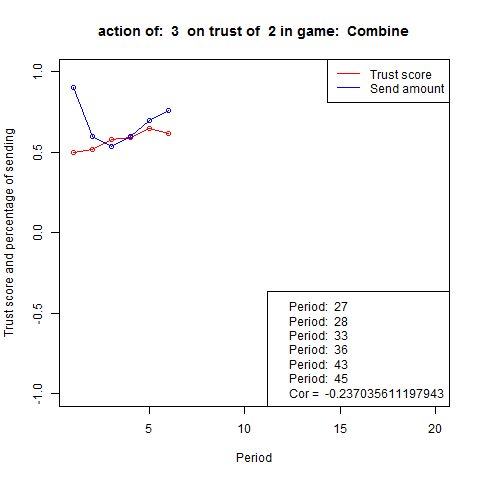 action of:  3  on trust of  2 in game:  Combine
Trust score
Send amount
Trust score and percentage of sending
1.0
0.5
0.0
-0.5
-1.0
Period:  27
Period:  28
Period:  33
Period:  36
Period:  43
Period:  45
Cor =  -0.237035611197943
5 10 15 20
Period